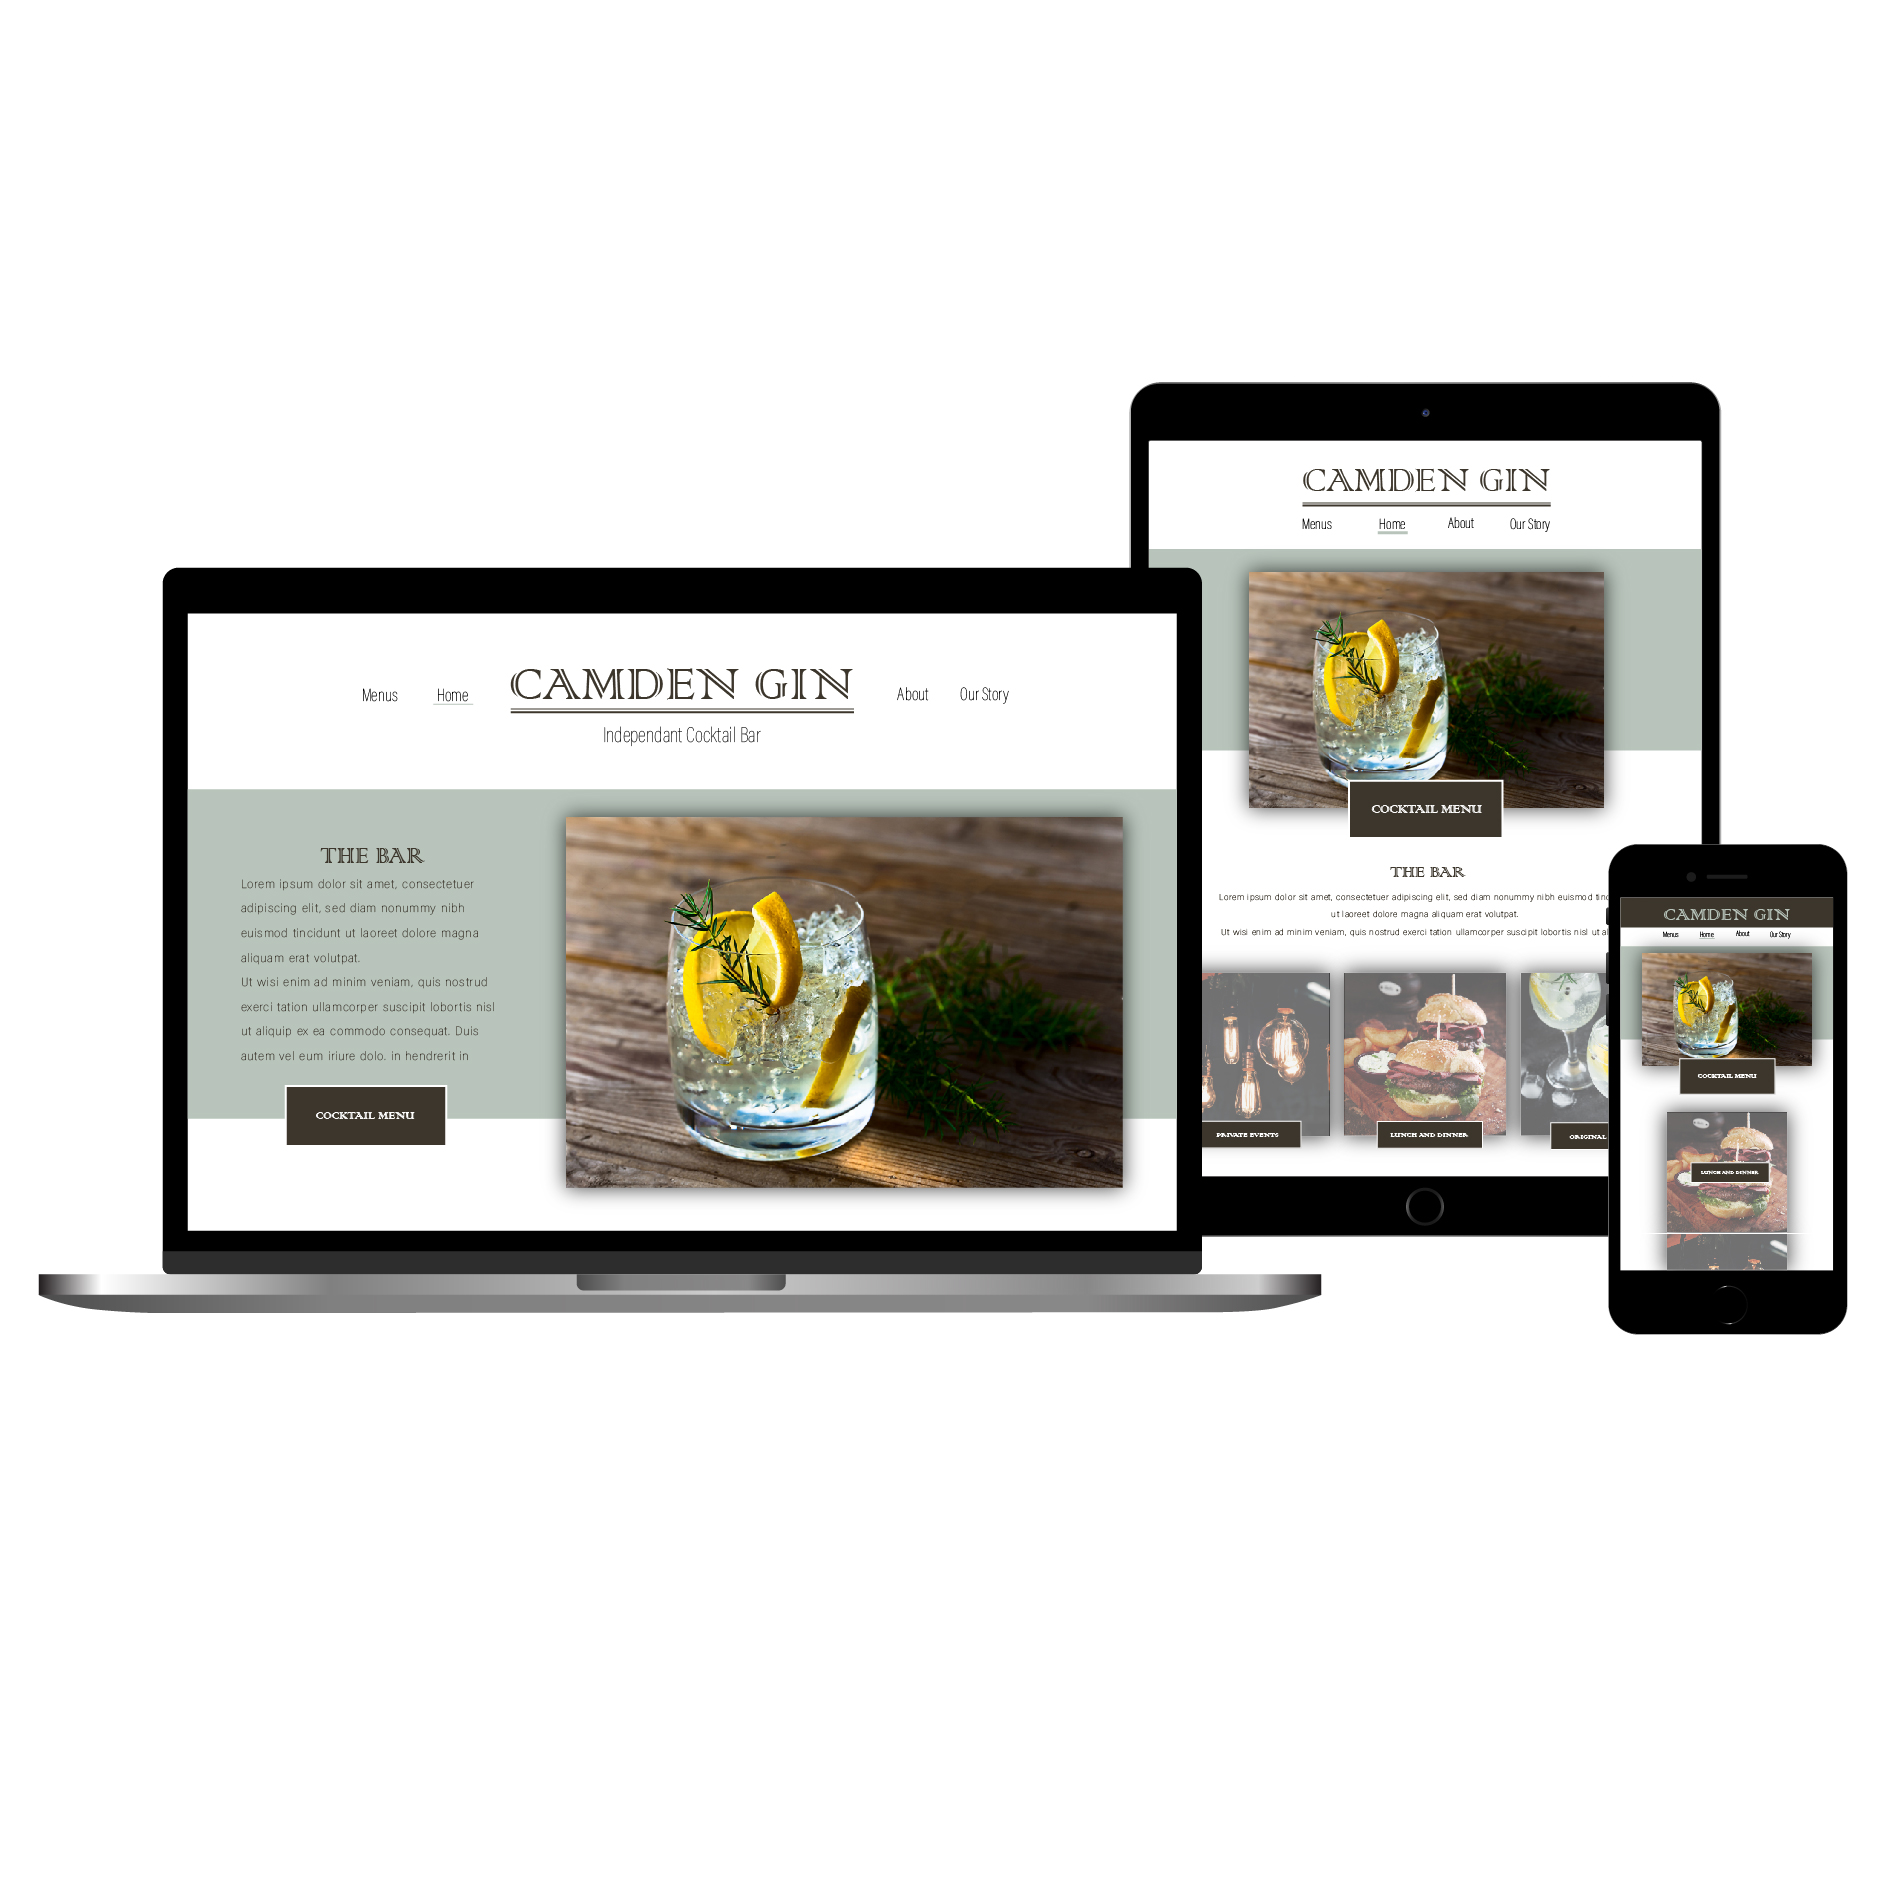 CAMDEN GIN
Menus Home About Our Story
Independant Cocktail Bar
THE BAR
Lorem ipsum dolor sit amet, consectetuer
adipiscing elit, sed diam nonummy nibh
euismod tincidunt ut laoreet dolore magna
aliquam erat volutpat.
Ut wisi enim ad minim veniam, quis nostrud
exerci tation ullamcorper suscipit lobortis nisl
ut aliquip ex ea commodo consequat. Duis
autem vel eum iriure dolo. in hendrerit in
COCKTAIL MENU
CAMDEN GIN
Menus Home About Our Story
COCKTAIL MENU
THE BAR
Lorem ipsum dolor sit amet, consectetuer adipiscing elit, sed diam nonummy nibh euismod tinc
ut laoreet dolore magna aliquam erat volutpat.
Ut wisi enim ad minim veniam, quis nostrud exerci tation ullamcorper suscipit lobortis nisl ut al
PRIVATE EVENTS
LUNCH AND DINNER
ORIGINAL
CAMDEN GIN
Menus Home About Our Story
COCKTAIL MENU
LUNCH AND DINNER